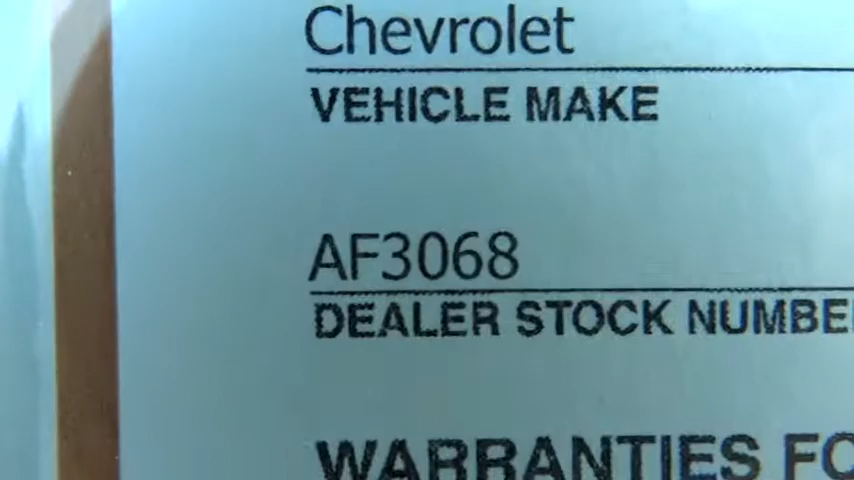 Chevrolet
VEHICLE MAKE
AF3068
DEALER STOCK NUMBE
WARRANTIES FO